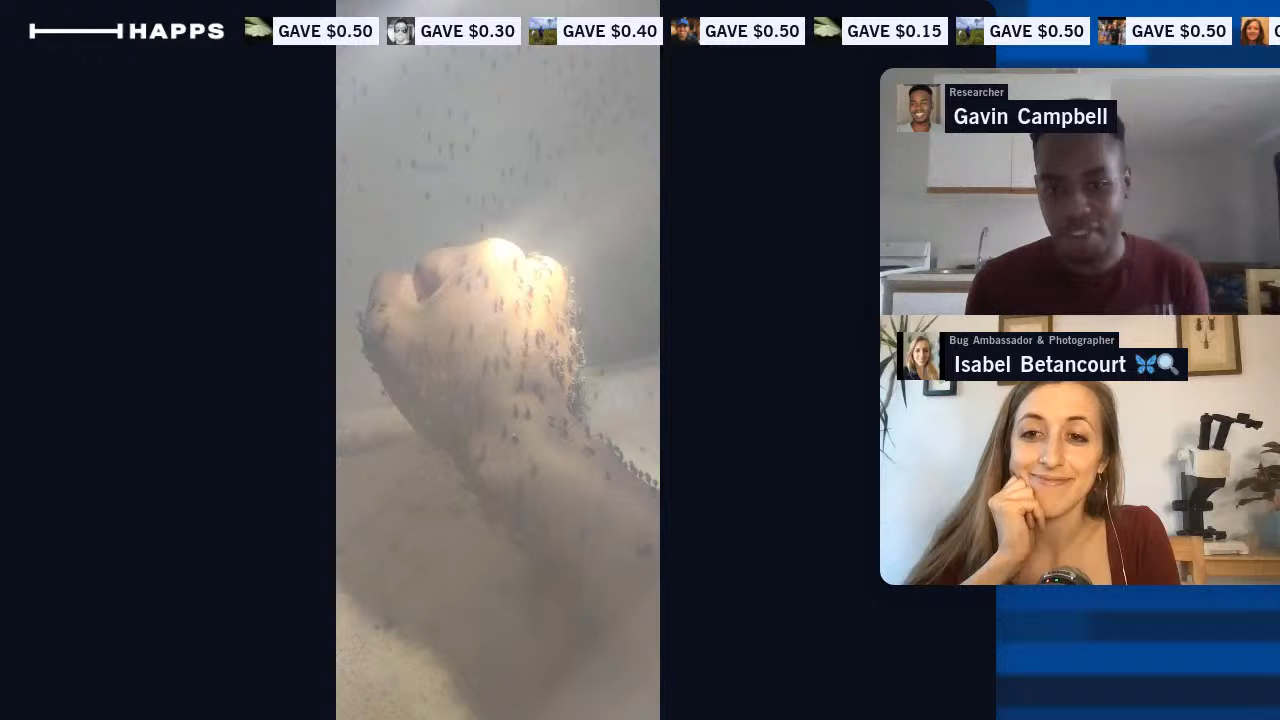 HAPPS
GAVE $0.50
GAVE $0.30
GAVE $0.40
GAVE $0.50
GAVE $0.15
GAVE $0.50
GAVE $0.50
Researcher
Gavin Campbell
Bug Ambassador & Photographer
Isabel Betancourt